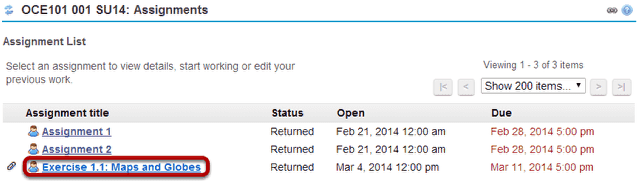 OCE101 001 SU14: Assignments
Assignment List
Select an assignment to view details, start working or edit your
previous work.
Viewing 1 - 3 of 3 items
|< < Show 200 items... > >|
Assignment title Status Open Due
Assignment 1 Returned Feb 21, 2014 12:00 am Feb 28, 2014 5:00 pm
Assignment 2 Returned Feb 21, 2014 12:00 am Feb 28, 2014 5:00 pm
Exercise 1.1: Maps and Globes Returned Mar 4, 2014 12:00 pm Mar 11, 2014 5:00 pm